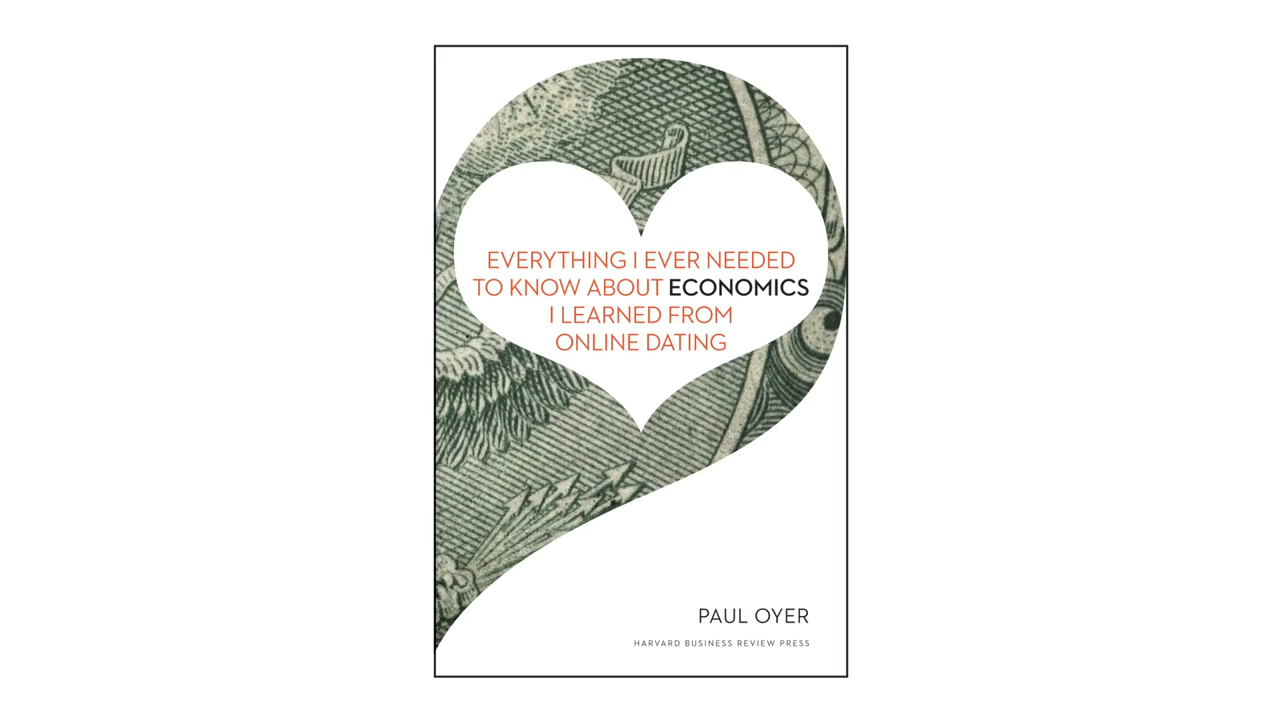 EVERYTHING I EVER NEEDED
TO KNOW ABOUT ECONOMICS
I LEARNED FROM
ONLINE DATING
PAUL OYER
HARVARD BUSINESS REVIEW PRESS